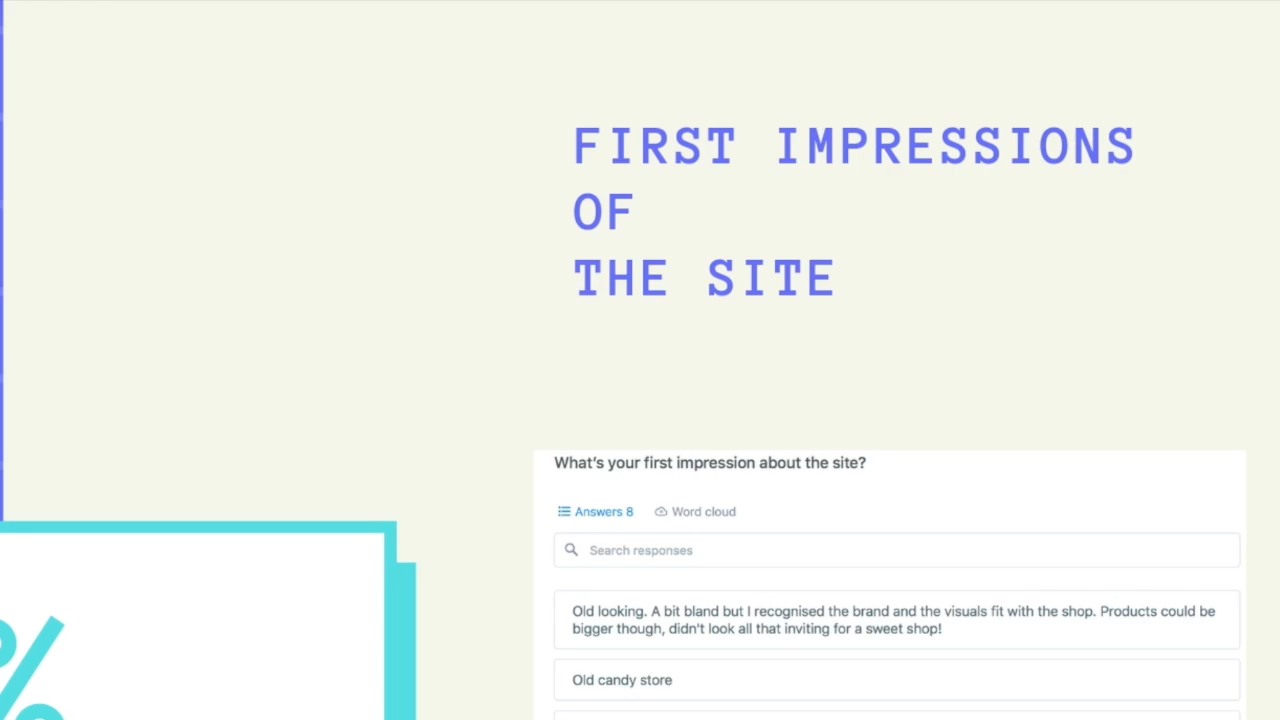 FIRST IMPRESSIONS
OF
THE SITE
What's your first impression about the site?
Answers 8 Word cloud
Search responses
Old looking. A bit bland but I recognised the brand and the visuals fit with the shop. Products could be
bigger though, didn't look all that inviting for a sweet shop!
Old candy store
%